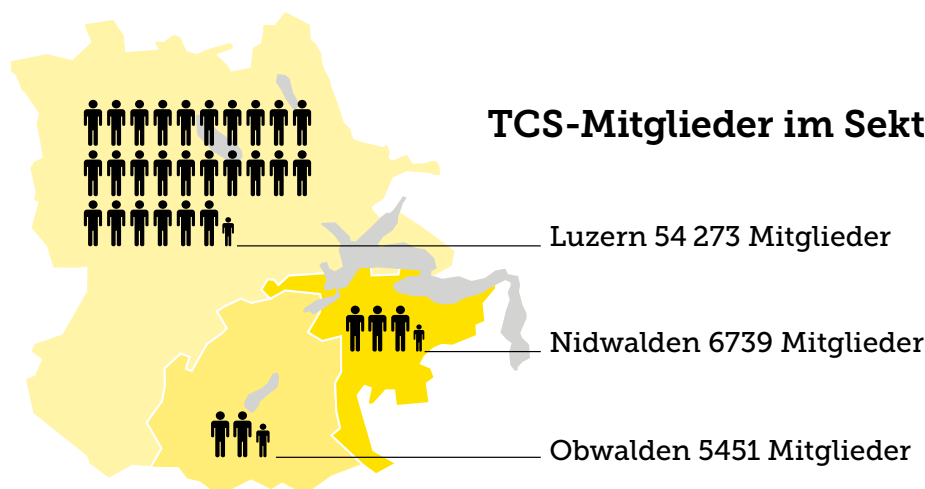 TCS-Mitglieder im Sekt
Luzern 54 273 Mitglieder
Nidwalden 6739 Mitglieder
Obwalden 5451 Mitglieder